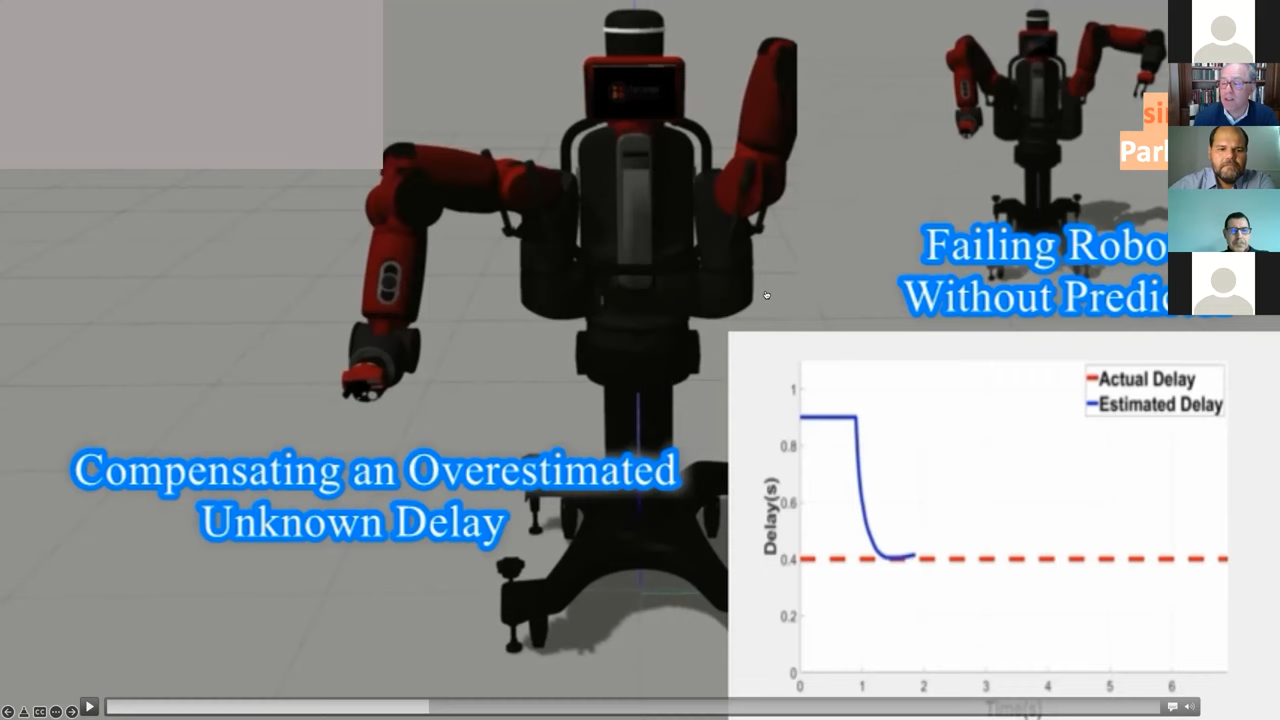 Failing Robo
Without Predic
Compensating an Overestimated
Unknown Delay
Actual Delay
Estimated Delay
Delay(s)
1
0.8
0.6
0.4
0.2
0
0 1 2 3 4 5 6
Time(s)